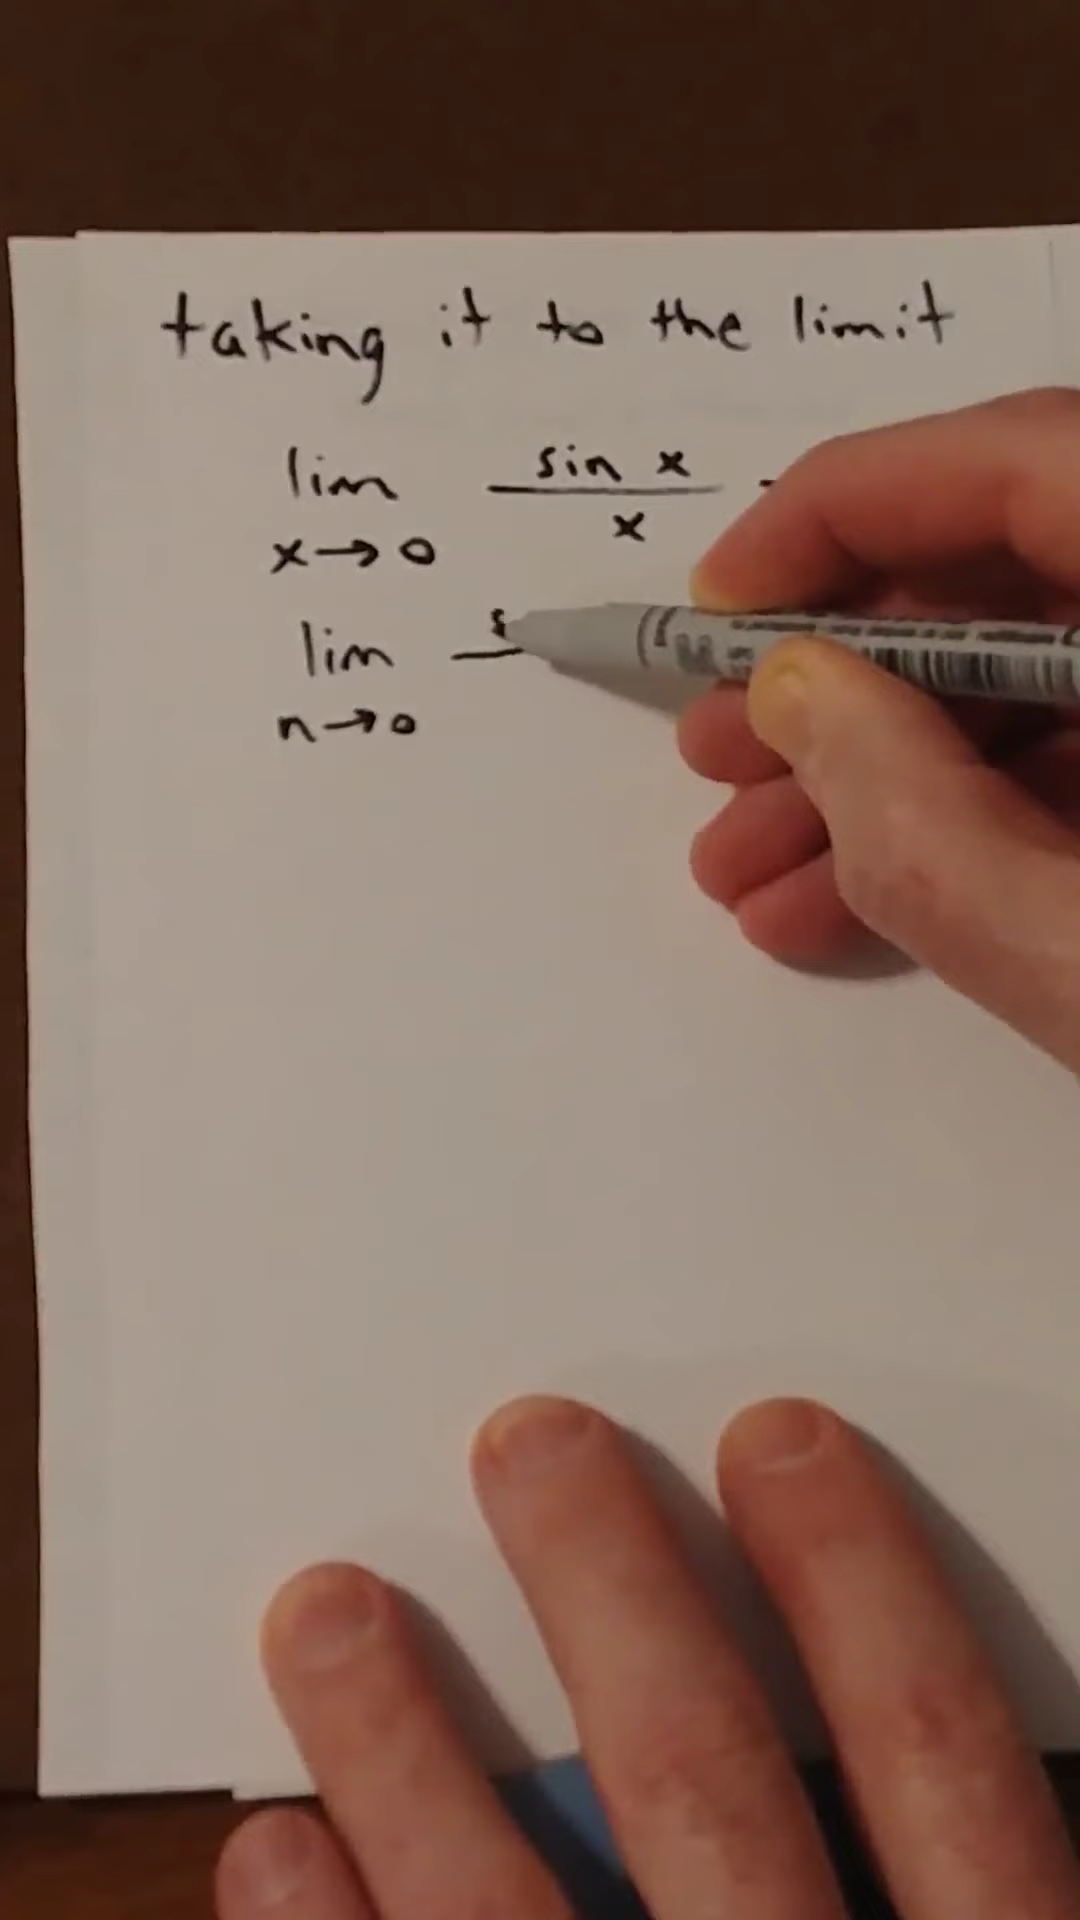 taking it to the limit
lim sin x
x → 0 x
lim s
n → 0